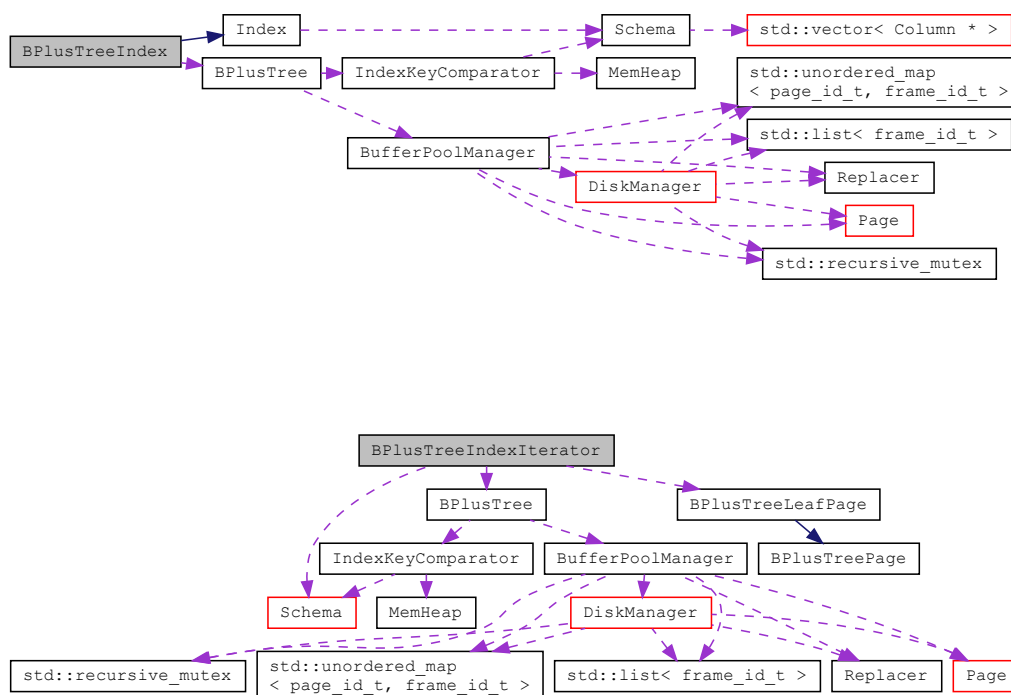 Index
Schema
std::vector< Column * >
BPlusTreeIndex
BPlusTree
IndexKeyComparator
MemHeap
std::unordered_map
< page_id_t, frame_id_t >
std::list< frame_id_t >
BufferPoolManager
Replacer
DiskManager
Page
std::recursive_mutex
BPlusTreeIndexIterator
BPlusTree
BPlusTreeLeafPage
IndexKeyComparator
BufferPoolManager
BPlusTreePage
Schema
MemHeap
DiskManager
std::recursive_mutex
std::unordered_map
< page_id_t, frame_id_t >
std::list< frame_id_t >
Replacer
Page